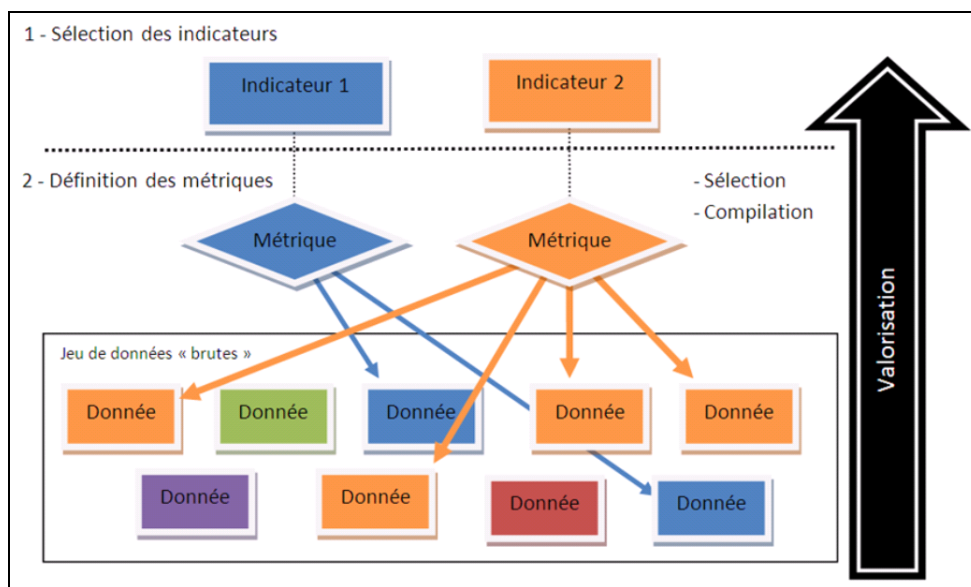 1 - Sélection des indicateurs
Indicateur 1
Indicateur 2
2 - Définition des métriques
- Sélection
- Compilation
Métrique
Métrique
Valorisation
Jeu de données « brutes »
Donnée
Donnée
Donnée
Donnée
Donnée
Donnée
Donnée
Donnée
Donnée